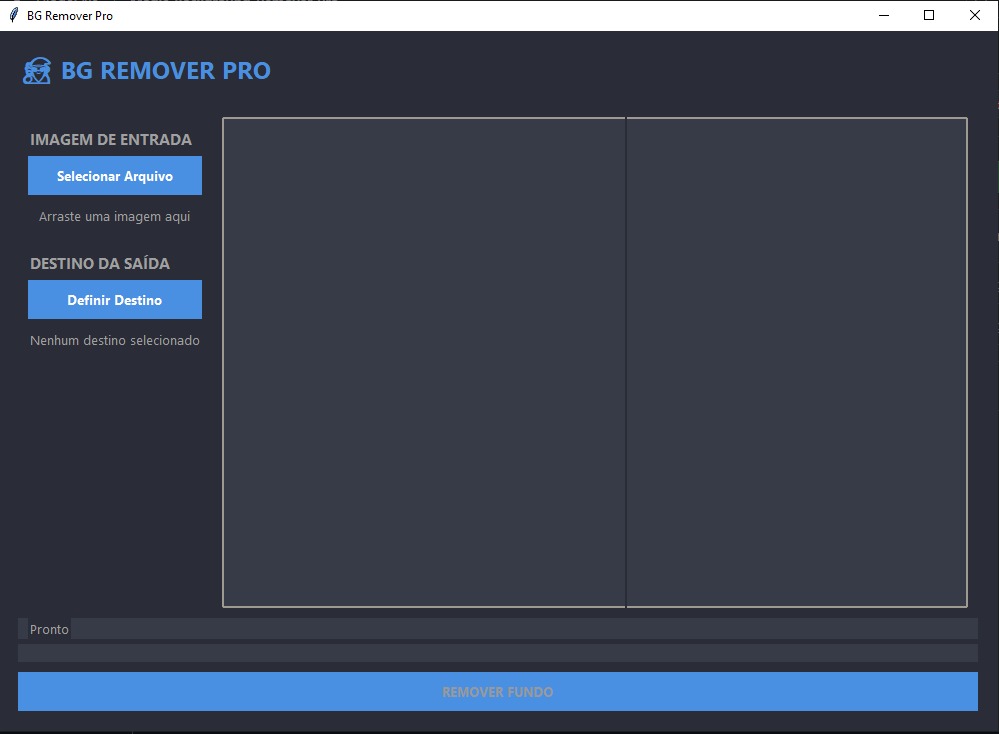 BG Remover Pro
BG REMOVER PRO
IMAGEM DE ENTRADA
Selecionar Arquivo
Arraste uma imagem aqui
DESTINO DA SAÍDA
Definir Destino
Nenhum destino selecionado
Pronto
REMOVER FUNDO